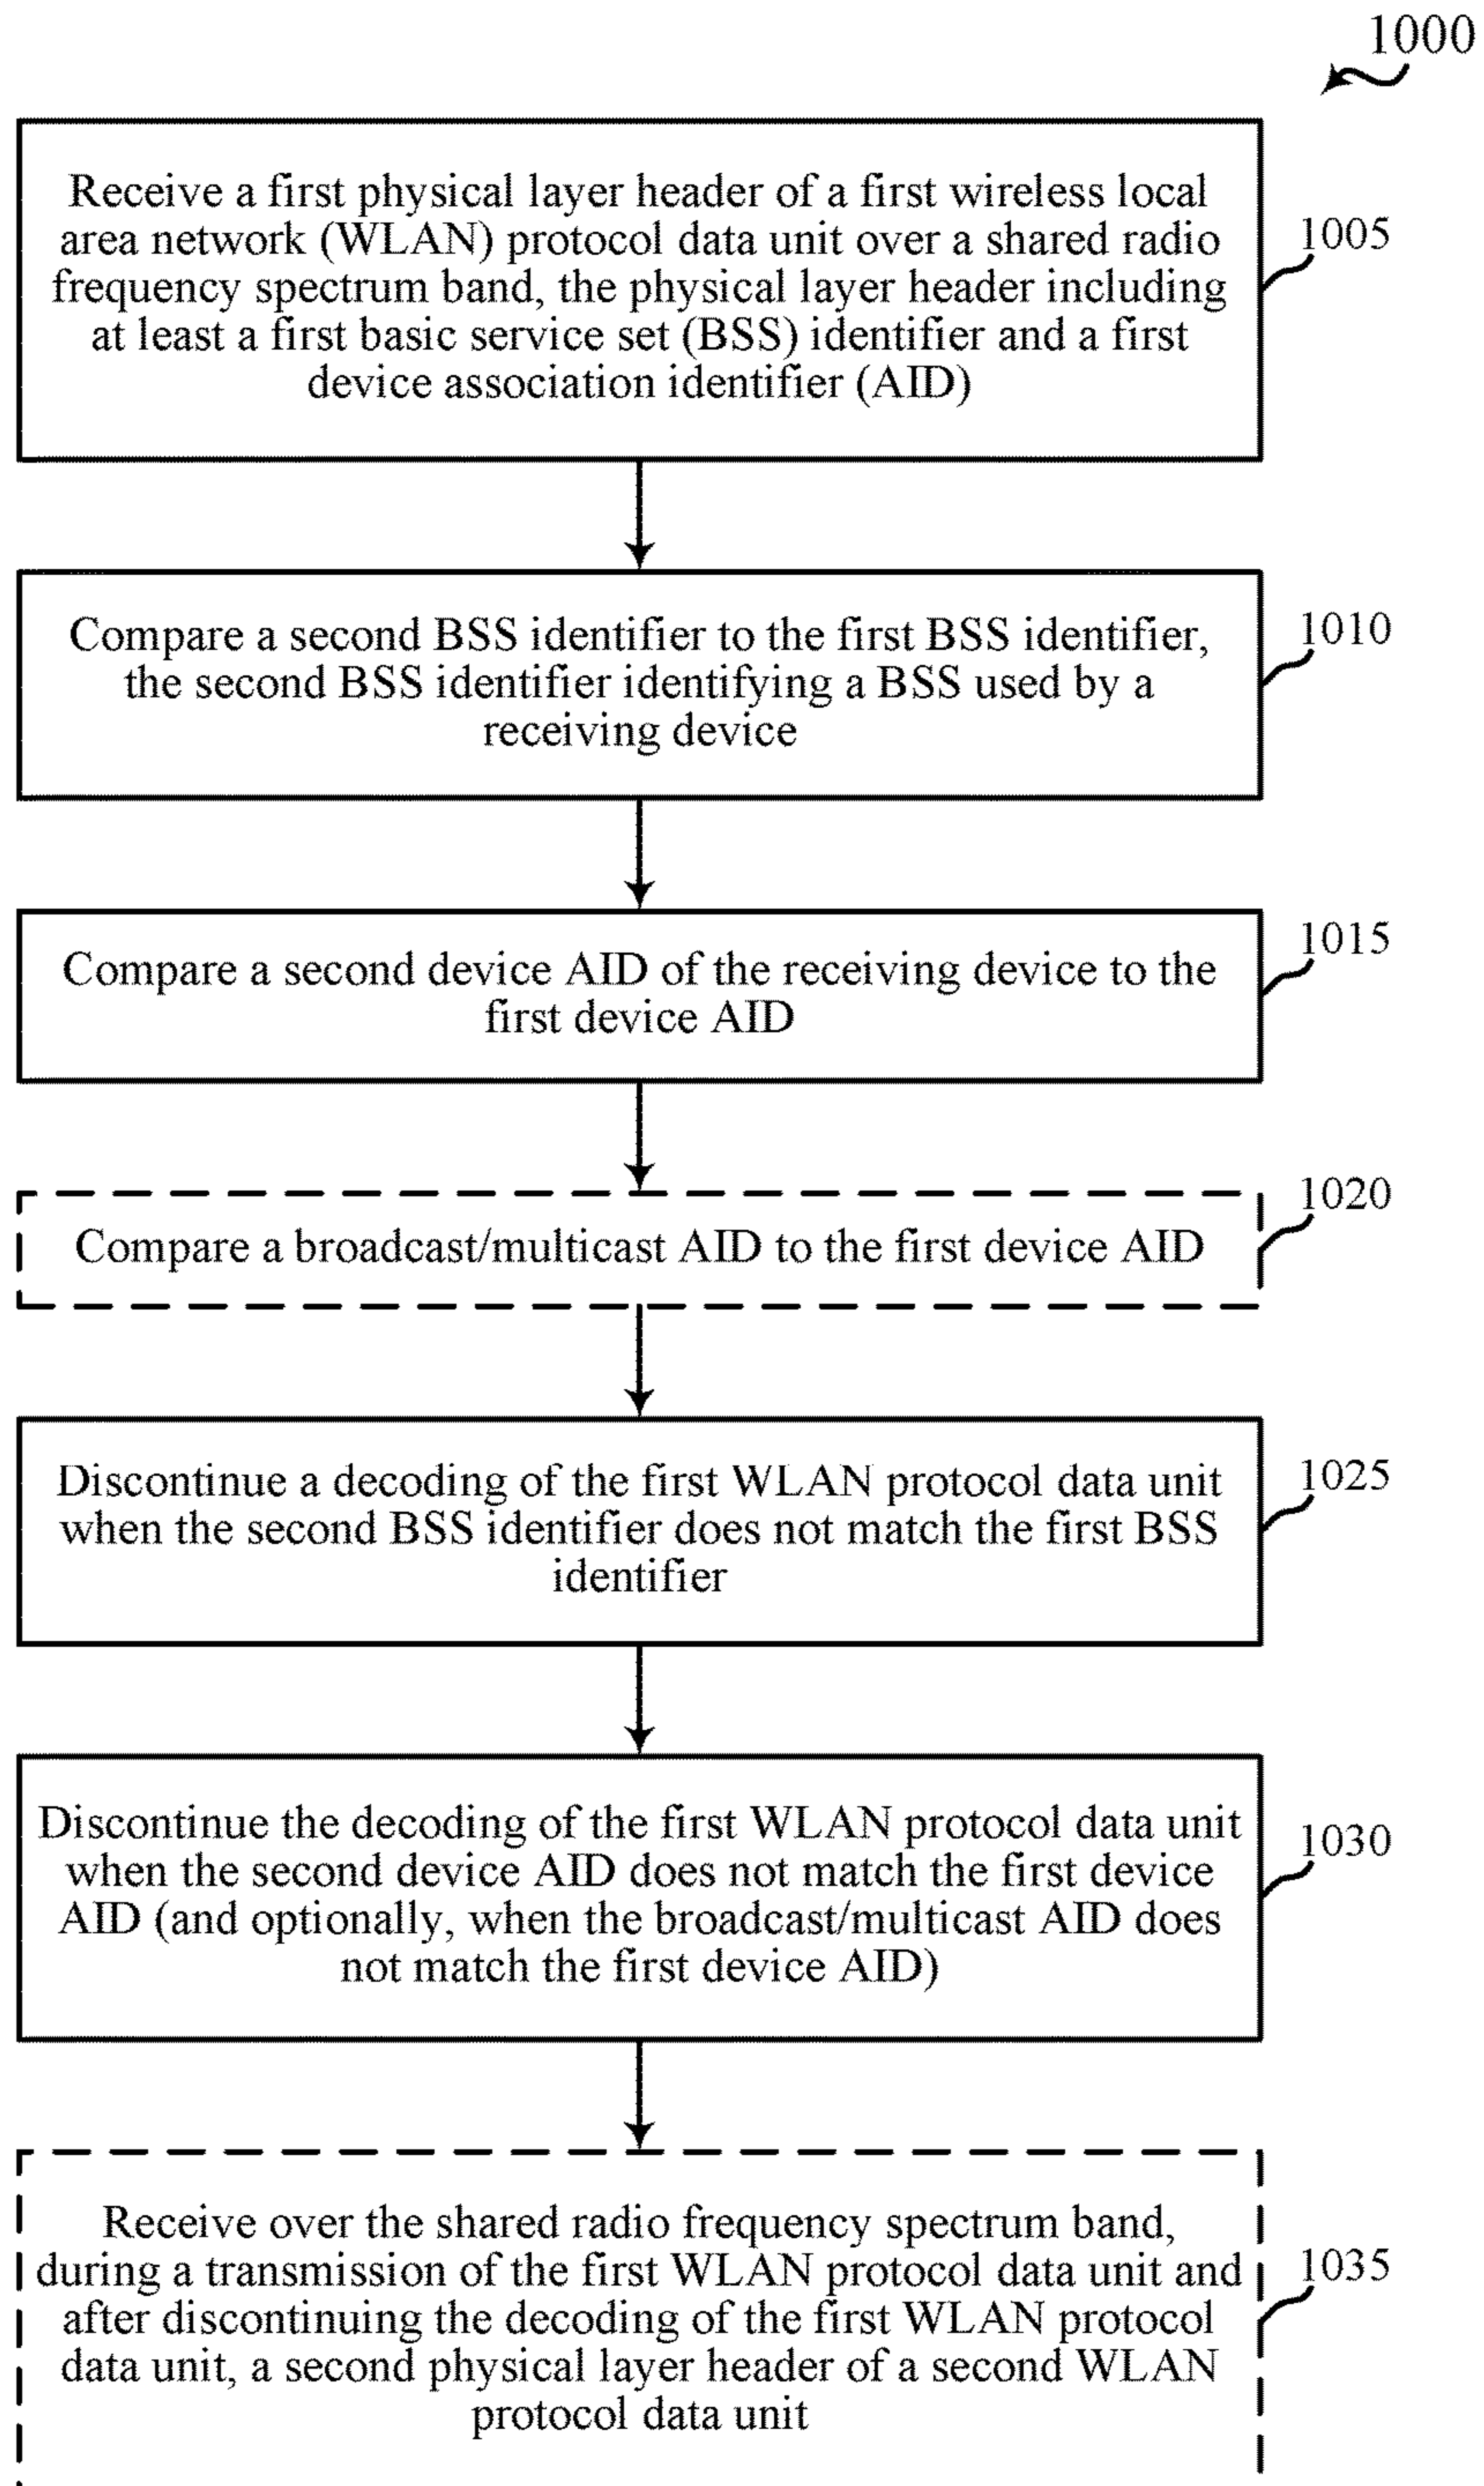 1000
Receive a first physical layer header of a first wireless local
area network (WLAN) protocol data unit over a shared radio
frequency spectrum band, the physical layer header including
at least a first basic service set (BSS) identifier and a first
device association identifier (AID)
1005
Compare a second BSS identifier to the first BSS identifier,
the second BSS identifier identifying a BSS used by a
receiving device
1010
Compare a second device AID of the receiving device to the
first device AID
1015
Compare a broadcast/multicast AID to the first device AID
1020
Discontinue a decoding of the first WLAN protocol data unit
when the second BSS identifier does not match the first BSS
identifier
1025
Discontinue the decoding of the first WLAN protocol data unit
when the second device AID does not match the first device
AID (and optionally, when the broadcast/multicast AID does
not match the first device AID)
1030
Receive over the shared radio frequency spectrum band,
during a transmission of the first WLAN protocol data unit and
after discontinuing the decoding of the first WLAN protocol
data unit, a second physical layer header of a second WLAN
protocol data unit
1035